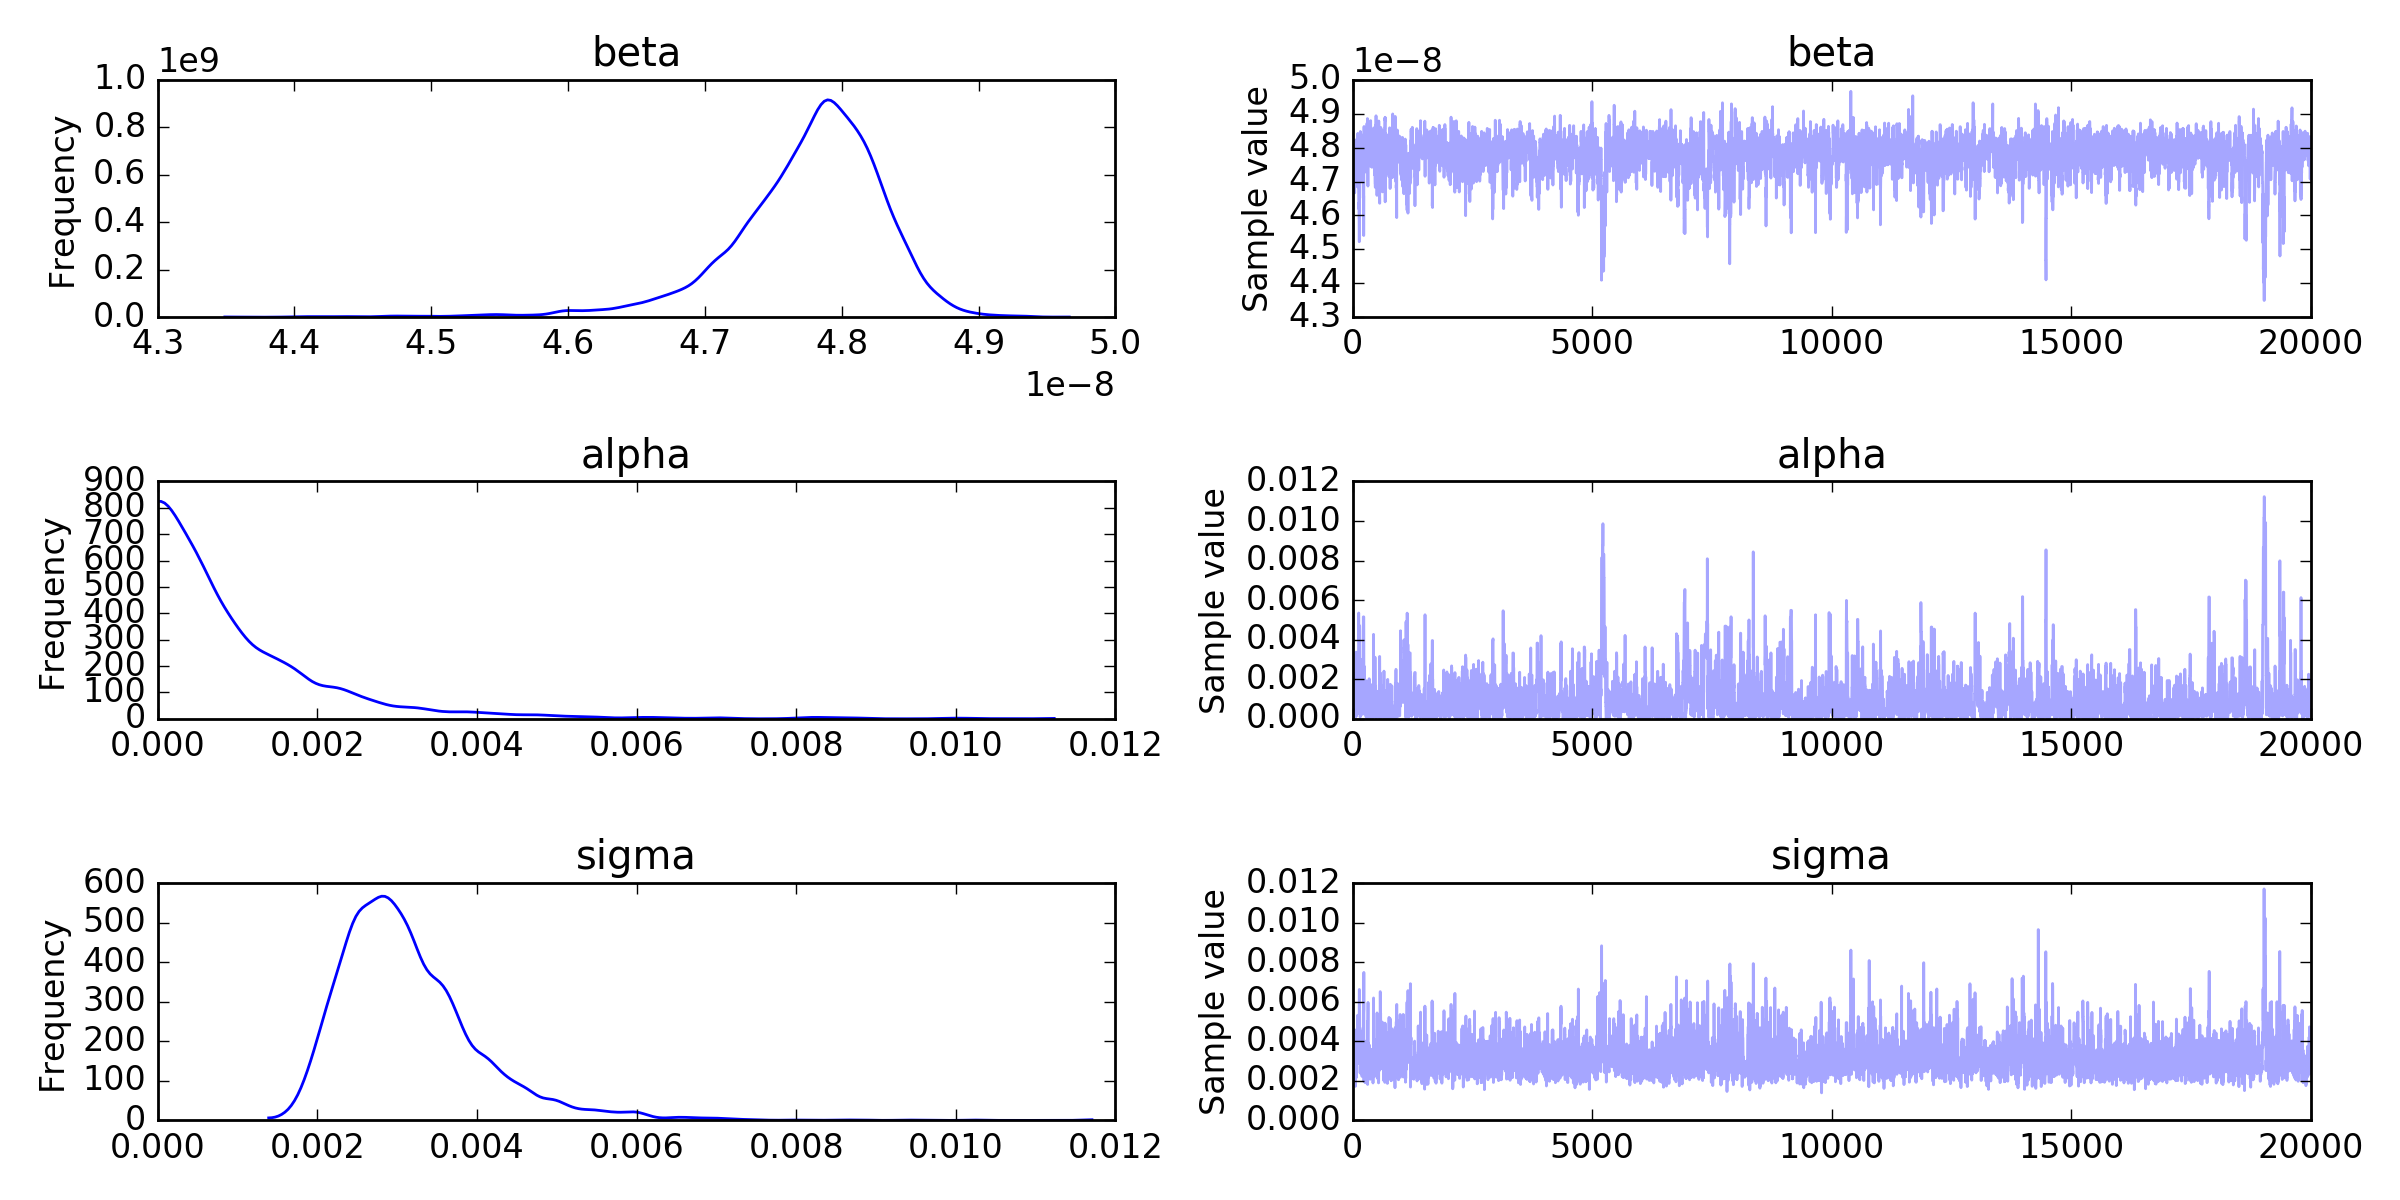 beta
1e9
Frequency
1.0
0.8
0.6
0.4
0.2
0.0
4.3 4.4 4.5 4.6 4.7 4.8 4.9 5.0
1e−8
beta
1e−8
Sample value
5.0
4.9
4.8
4.7
4.6
4.5
4.4
4.3
0 5000 10000 15000 20000
alpha
Frequency
900
800
700
600
500
400
300
200
100
0
0.000 0.002 0.004 0.006 0.008 0.010 0.012
alpha
Sample value
0.012
0.010
0.008
0.006
0.004
0.002
0.000
0 5000 10000 15000 20000
sigma
Frequency
600
500
400
300
200
100
0
0.000 0.002 0.004 0.006 0.008 0.010 0.012
sigma
Sample value
0.012
0.010
0.008
0.006
0.004
0.002
0.000
0 5000 10000 15000 20000